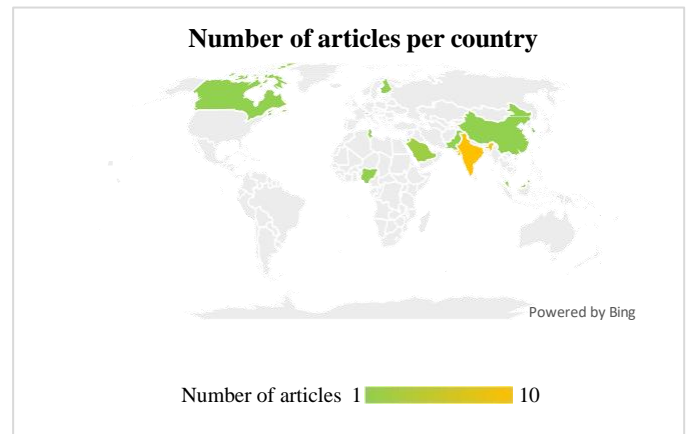 Number of articles per country
Powered by Bing
Number of articles 1 10